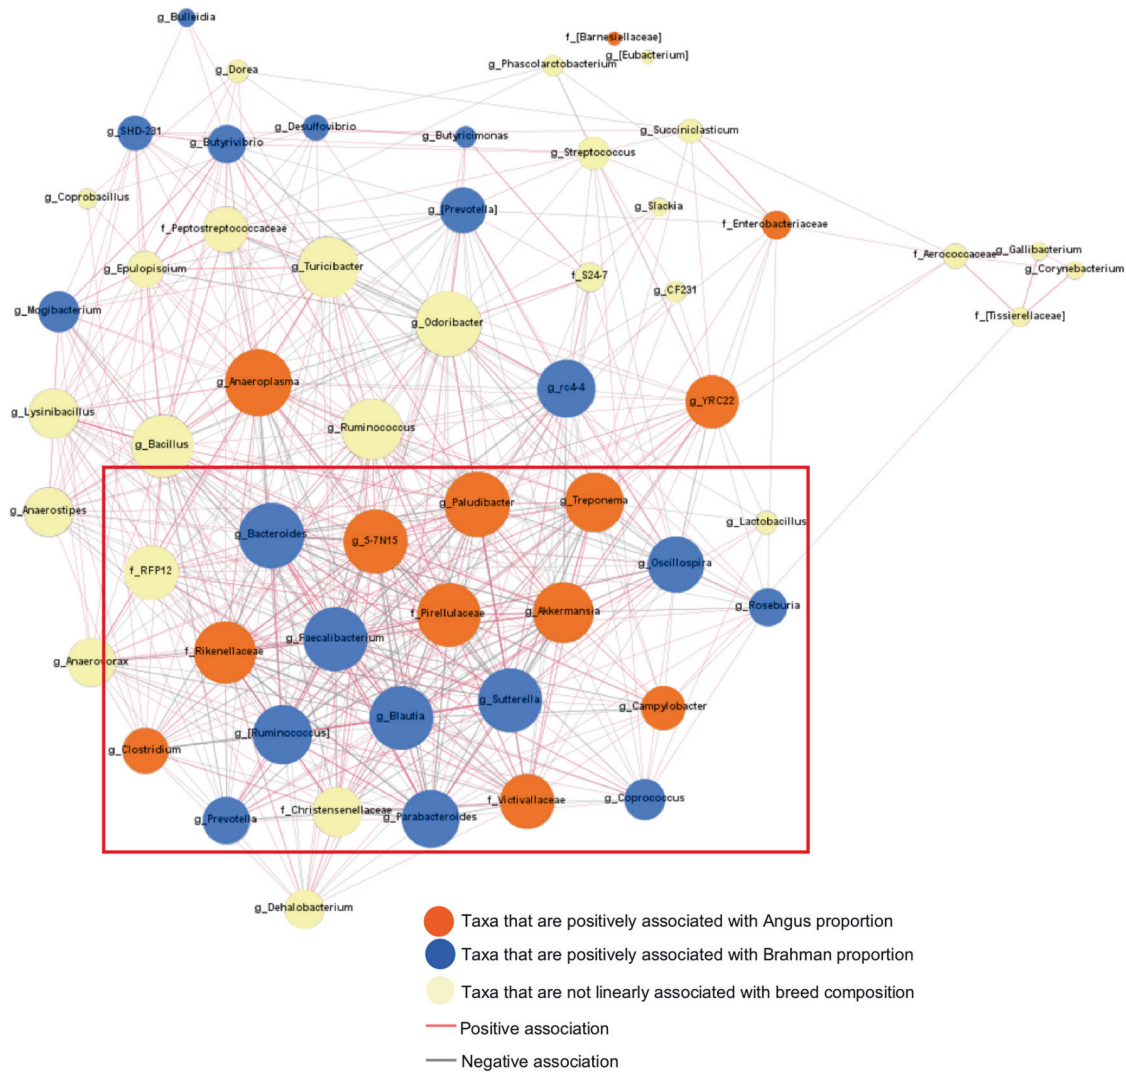 g_Bulleidia
f_[Barnesiellaceae]
g_[Eubacterium]
g_Phascolarctobacterium
g_Dorea
g_SHD-231
g_Butyrivibrio
g_Desulfovibrio
g_Butyricimonas
g_Succiniclasticum
g_Streptococcus
g_Coprobacillus
g_[Prevotella]
g_Slackia
f_Peptostreptococcaceae
f_Enterobacteriaceae
g_Epulopiscium
g_Turicibacter
f_S24-7
f_Aerococcaceae
g_Gallibacterium
g_Corynebacterium
g_CF231
g_Mogibacterium
g_Odoribacter
f_[Tissierellaceae]
g_Anaeroplasma
g_rc4-4
g_YRC22
g_Lysinibacillus
g_Ruminococcus
g_Bacillus
g_Paludibacter
g_Treponema
g_Anaerostipes
g_Lactobacillus
g_Bacteroides
g_5-7N15
g_Oscillospira
f_RFP12
g_Roseburia
f_Pirellulaceae
g_Akkermansia
g_Faecalibacterium
f_Rikenellaceae
g_Anaerovorax
g_Sutterella
g_Campylobacter
g_Blautia
g_[Ruminococcus]
g_Clostridium
f_Victivallaceae
g_Coprococcus
g_Prevotella
f_Christensenellaceae
g_Parabacteroides
g_Dehalobacterium
Taxa that are positively associated with Angus proportion
Taxa that are positively associated with Brahman proportion
Taxa that are not linearly associated with breed composition
Positive association
Negative association